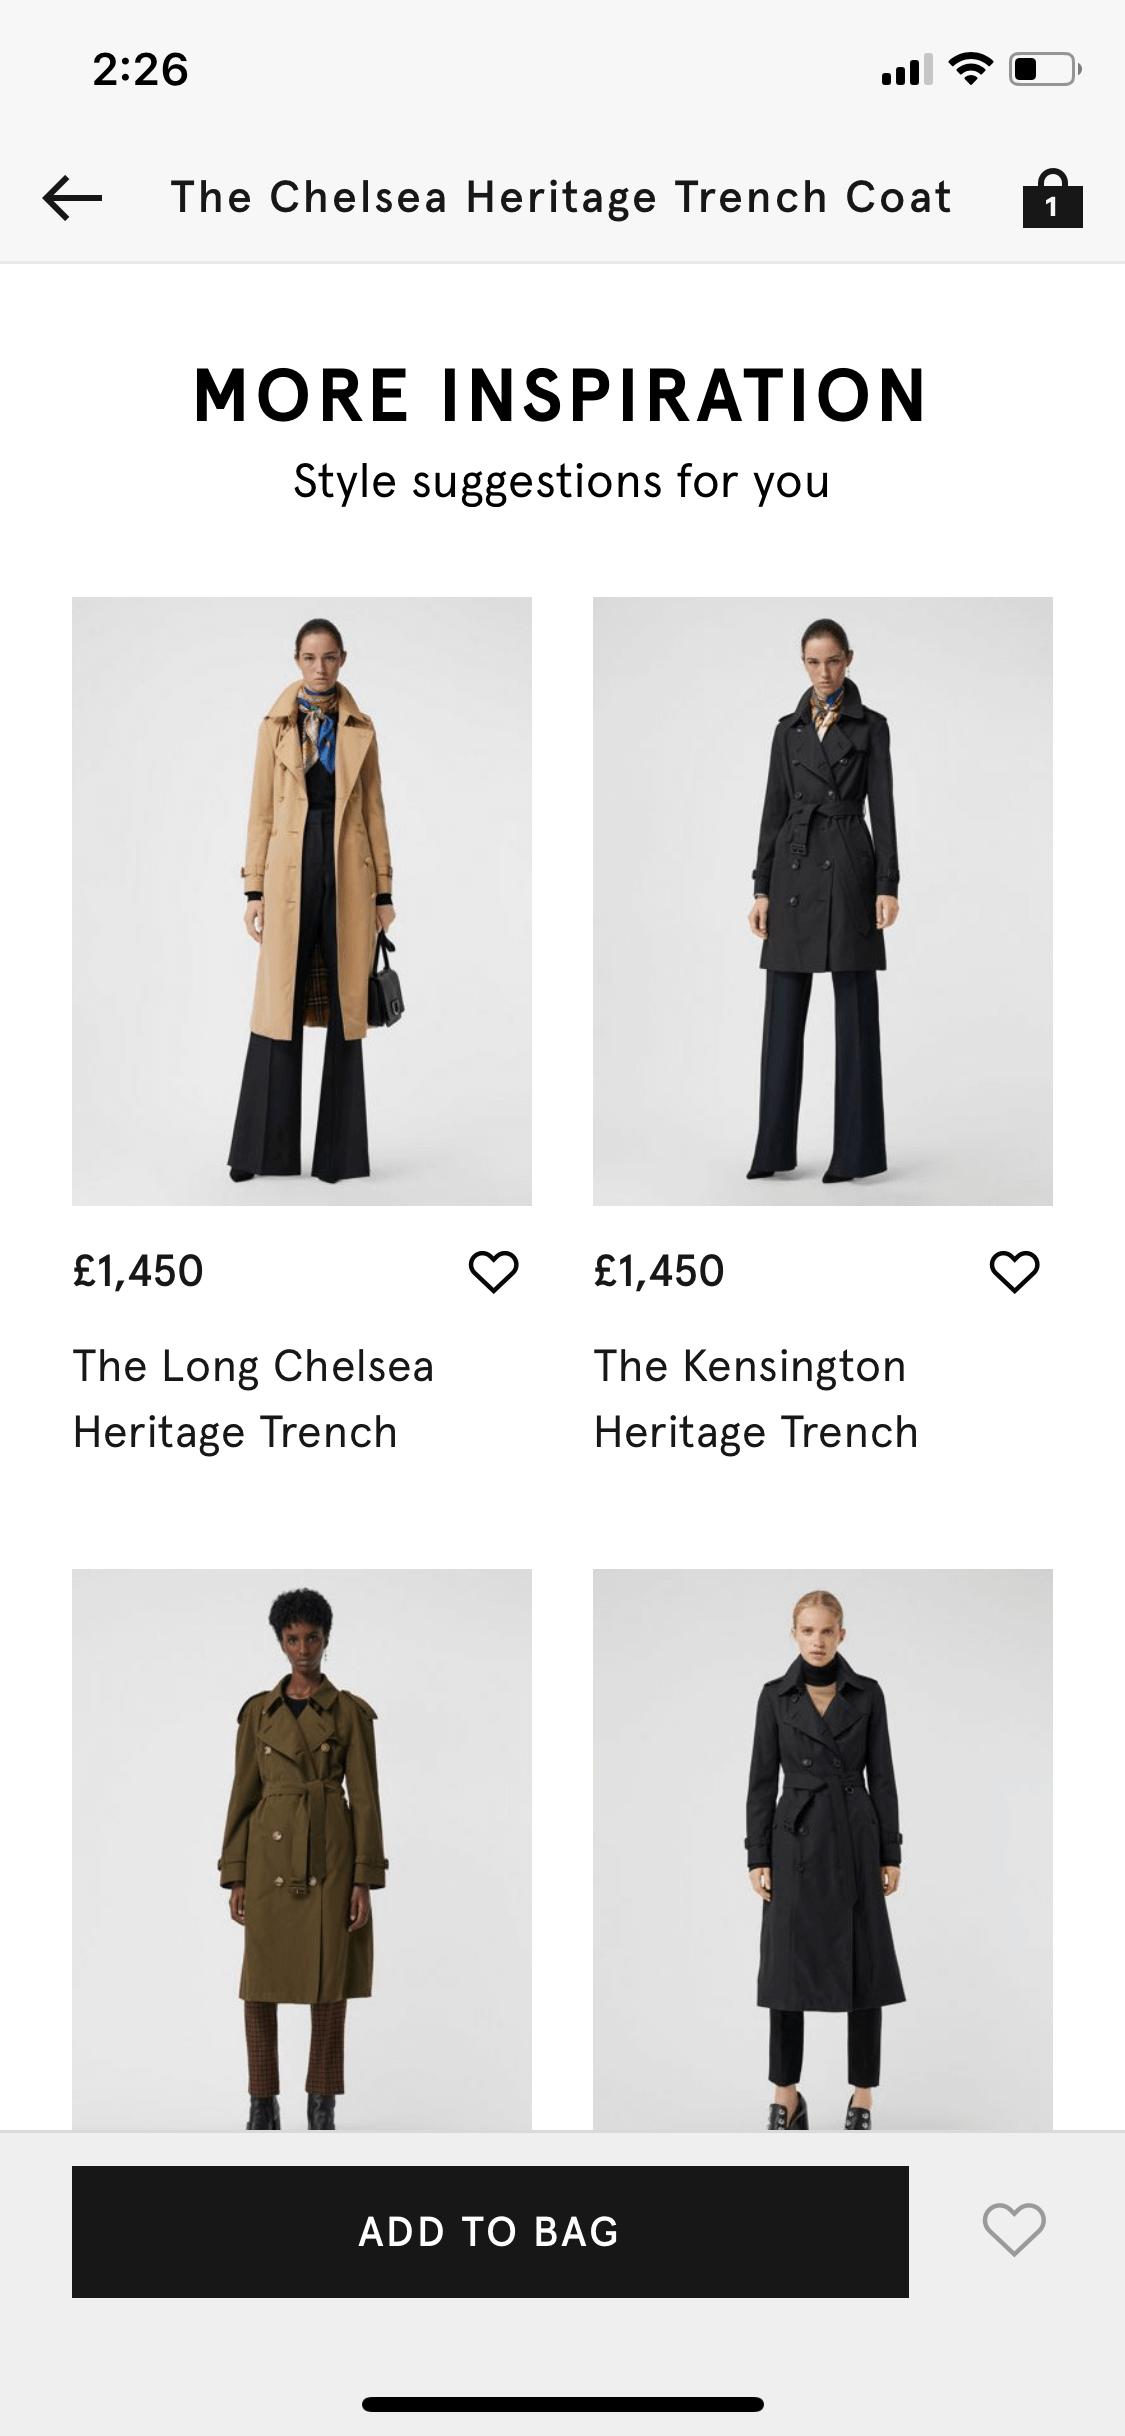 2:26
The Chelsea Heritage Trench Coat
1
MORE INSPIRATION
Style suggestions for you
£1,450
£1,450
The Long Chelsea
Heritage Trench
The Kensington
Heritage Trench
ADD TO BAG